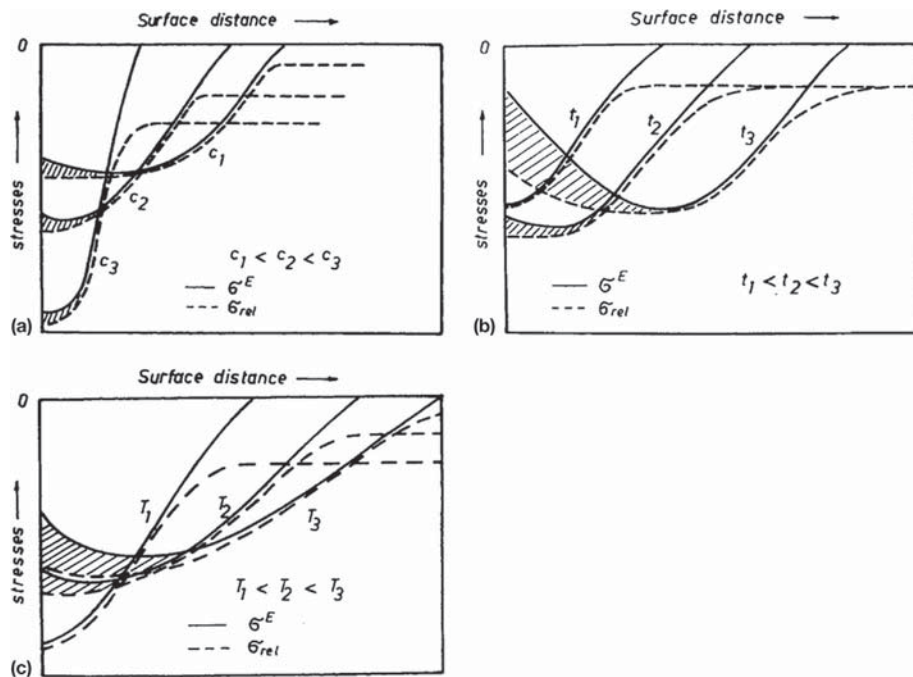 Surface distance →
0
stresses →
c₁
c₂
c₃
c₁ < c₂ < c₃
σᴱ
σrel
(a)
Surface distance →
0
stresses →
t₁
t₂
t₃
t₁ < t₂ < t₃
σᴱ
σrel
(b)
Surface distance →
0
stresses →
T₁
T₂
T₃
T₁ < T₂ < T₃
σᴱ
σrel
(c)